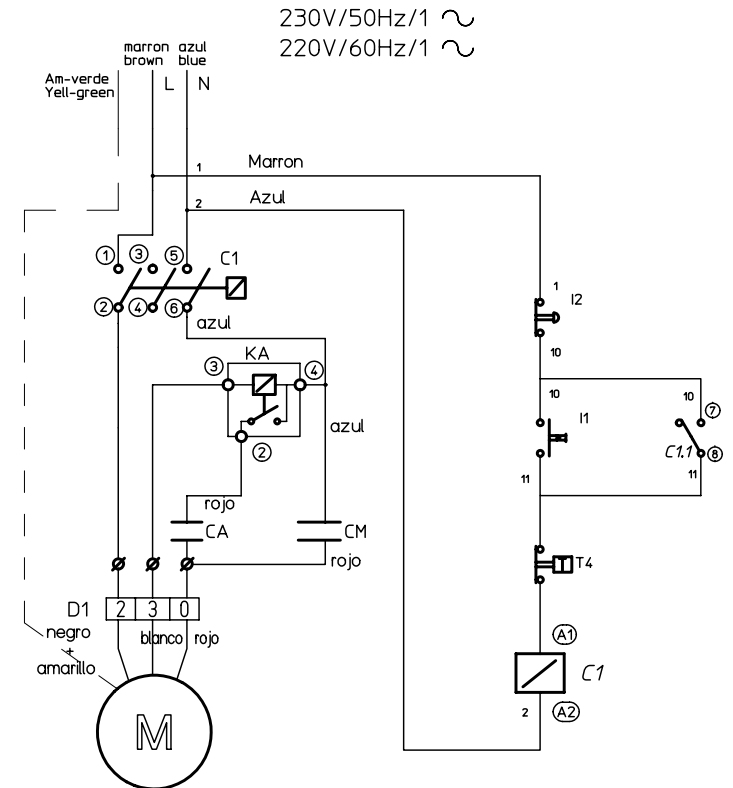 230V/50Hz/1
220V/60Hz/1
marron azul
brown blue
Am-verde
Yell-green
L N
1 Marron
2 Azul
1 3 5 C1
2 4 6
azul
KA
3 4
2
azul
rojo
CA CM
rojo
D1 2 3 0
negro
+
amarillo
blanco rojo
M
1 I2
10
10 I1
10 7
C1.1 8
11 11
T4
A1
C1
2 A2